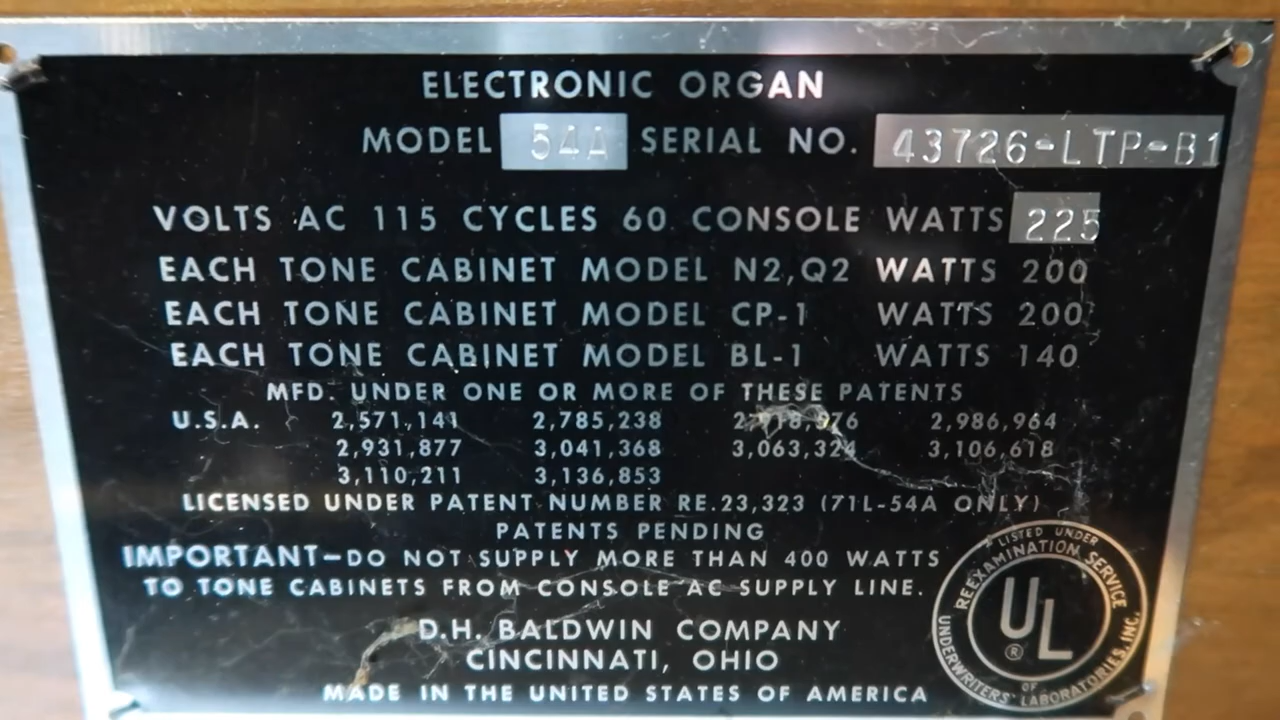 ELECTRONIC ORGAN
MODEL 54A SERIAL NO. 43726-LTP-B1
VOLTS AC 115 CYCLES 60 CONSOLE WATTS 225
EACH TONE CABINET MODEL N2,Q2 WATTS 200
EACH TONE CABINET MODEL CP-1 WATTS 200
EACH TONE CABINET MODEL BL-1 WATTS 140
MFD. UNDER ONE OR MORE OF THESE PATENTS
U.S.A. 2,571,141 2,785,238 2,986,964
2,931,877 3,041,368 3,063,324 3,106,618
3,110,211 3,136,853
LICENSED UNDER PATENT NUMBER RE.23,323 (71L-54A ONLY)
PATENTS PENDING
IMPORTANT—DO NOT SUPPLY MORE THAN 400 WATTS
TO TONE CABINETS FROM CONSOLE AC SUPPLY LINE.
D.H. BALDWIN COMPANY
CINCINNATI, OHIO
MADE IN THE UNITED STATES OF AMERICA
LISTED UNDER
REEXAMINATION SERVICE
UL ®
OF
UNDERWRITERS' LABORATORIES, INC.